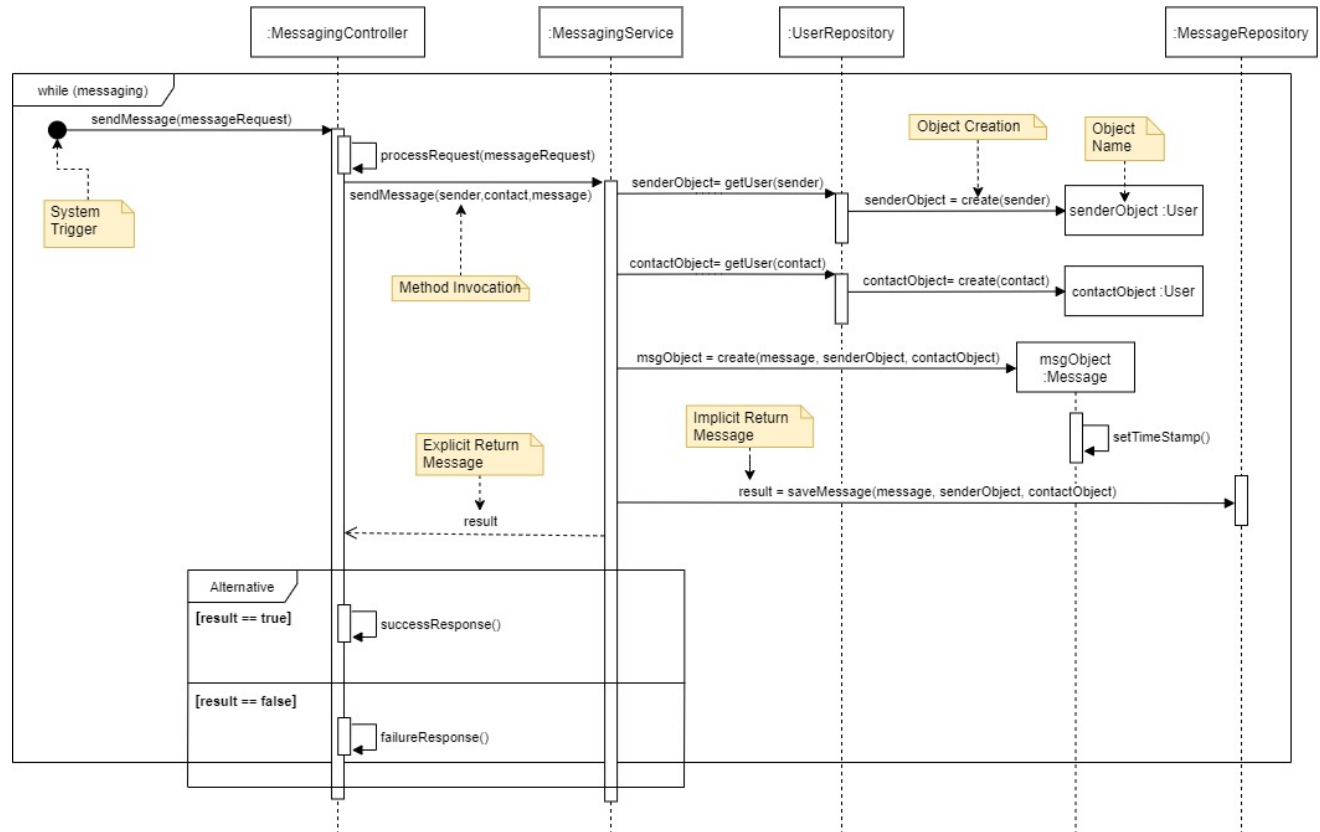 :MessagingController
:MessagingService
:UserRepository
:MessageRepository
while (messaging)
sendMessage(messageRequest)
processRequest(messageRequest)
Object Creation
Object
Name
sendMessage(sender,contact,message)
senderObject= getUser(sender)
senderObject = create(sender)
senderObject :User
System
Trigger
Method Invocation
contactObject= getUser(contact)
contactObject= create(contact)
contactObject :User
msgObject = create(message, senderObject, contactObject)
msgObject
:Message
setTimeStamp()
Implicit Return
Message
Explicit Return
Message
result = saveMessage(message, senderObject, contactObject)
result
Alternative
[result == true]
successResponse()
[result == false]
failureResponse()